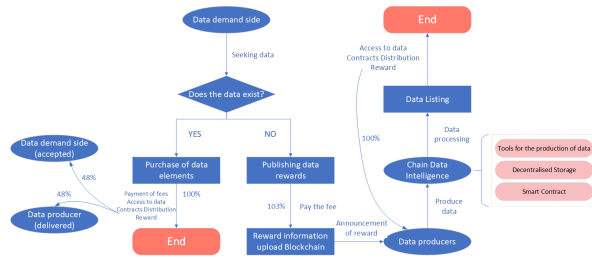 Data demand side
Seeking data
Does the data exist?
YES
NO
Purchase of data
elements
Publishing data
rewards
Data demand side
(accepted)
48%
48%
Data producer
(delivered)
Payment of fees
Access to data
Contracts Distribution
Reward
100%
End
103%
Pay the fee
Reward information
upload Blockchain
Announcement
of reward
Data producers
Produce
data
Chain Data
Intelligence
Tools for the production of data
Decentralised Storage
Smart Contract
Data
processing
Data Listing
End
Access to data
Contracts Distribution
Reward
100%